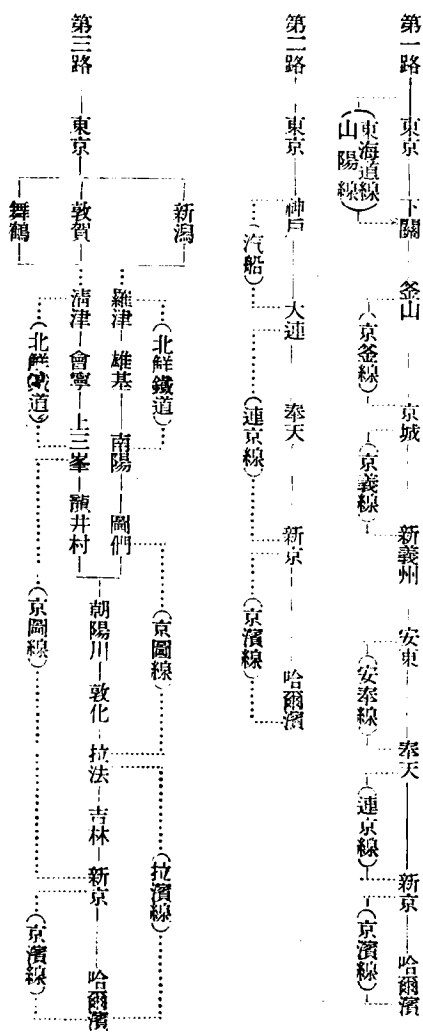 第一路 東京 下關 釜山 京城 新義州 安東 奉天 新京 哈爾濱
(東海道線
山陽線)
(京釜線) (京義線) (安奉線) (連京線) (京濱線)
第二路 東京 神戸 大連 奉天 新京 哈爾濱
(汽船) (連京線) (京濱線)
新潟
(北鮮鐵道) (京圖線) (拉濱線)
羅津 雄基 南陽 圖們
第三路 東京 敦賀 清津 會寧 上三峯 龍井村 朝陽川 敦化 拉法 吉林 新京 哈爾濱
舞鶴
(北鮮鐵道) (京圖線) (京濱線)